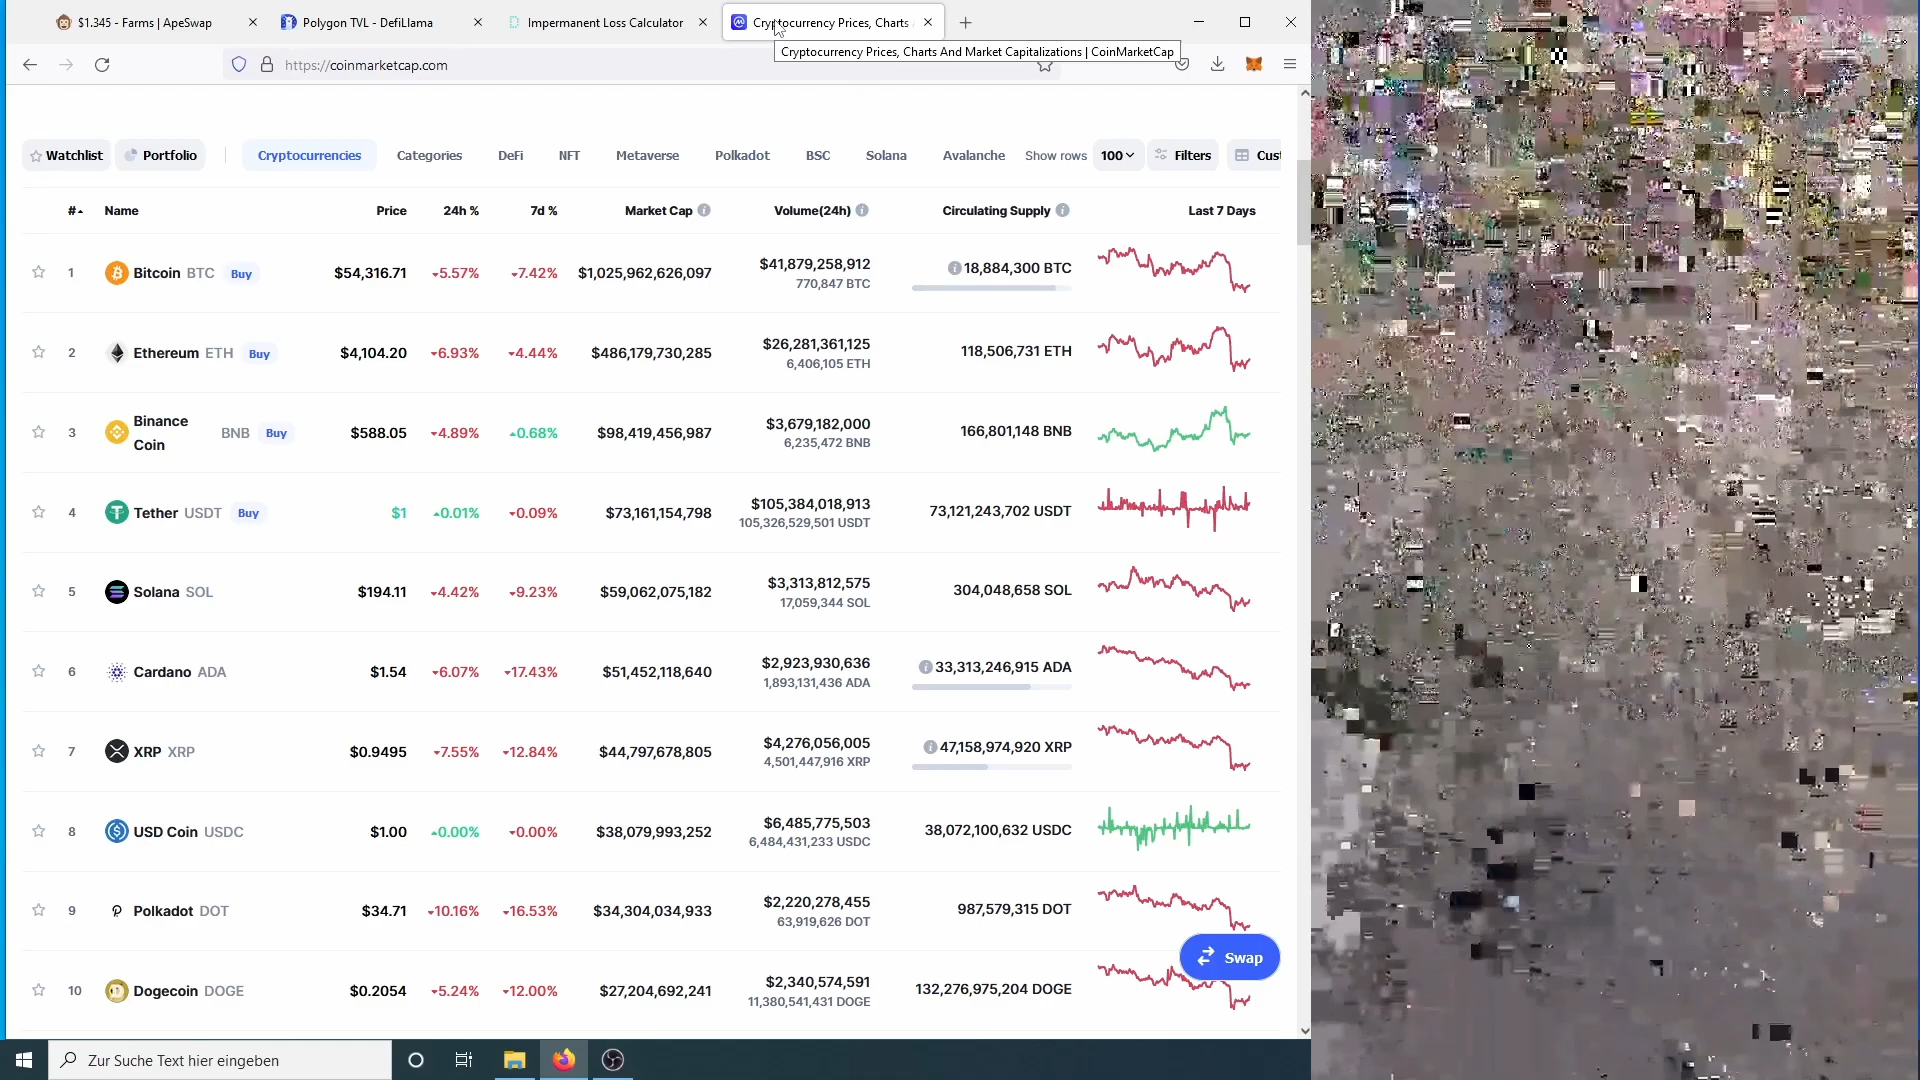 $1.345 - Farms | ApeSwap
Polygon TVL - DefiLlama
Impermanent Loss Calculator
Cryptocurrency Prices, Charts
Cryptocurrency Prices, Charts And Market Capitalizations | CoinMarketCap
https://coinmarketcap.com
Watchlist Portfolio Cryptocurrencies Categories DeFi NFT Metaverse Polkadot BSC Solana Avalanche Show rows 100 Filters Cust
# Name Price 24h % 7d % Market Cap Volume(24h) Circulating Supply Last 7 Days
1 Bitcoin BTC Buy $54,316.71 5.57% 7.42% $1,025,962,626,097 $41,879,258,912 18,884,300 BTC
770,847 BTC
2 Ethereum ETH Buy $4,104.20 6.93% 4.44% $486,179,730,285 $26,281,361,125 118,506,731 ETH
6,406,105 ETH
3 Binance Coin BNB Buy $588.05 4.89% 0.68% $98,419,456,987 $3,679,182,000 166,801,148 BNB
6,235,472 BNB
4 Tether USDT Buy $1 0.01% 0.09% $73,161,154,798 $105,384,018,913 73,121,243,702 USDT
105,326,529,501 USDT
5 Solana SOL $194.11 4.42% 9.23% $59,062,075,182 $3,313,812,575 304,048,658 SOL
17,059,344 SOL
6 Cardano ADA $1.54 6.07% 17.43% $51,452,118,640 $2,923,930,636 33,313,246,915 ADA
1,893,131,436 ADA
7 XRP XRP $0.9495 7.55% 12.84% $44,797,678,805 $4,276,056,005 47,158,974,920 XRP
4,501,447,916 XRP
8 USD Coin USDC $1.00 0.00% 0.00% $38,079,993,252 $6,485,775,503 38,072,100,632 USDC
6,484,431,233 USDC
9 Polkadot DOT $34.71 10.16% 16.53% $34,304,034,933 $2,220,278,455 987,579,315 DOT
63,919,626 DOT
Swap
10 Dogecoin DOGE $0.2054 5.24% 12.00% $27,204,692,241 $2,340,574,591 132,276,975,204 DOGE
11,380,541,431 DOGE
Zur Suche Text hier eingeben